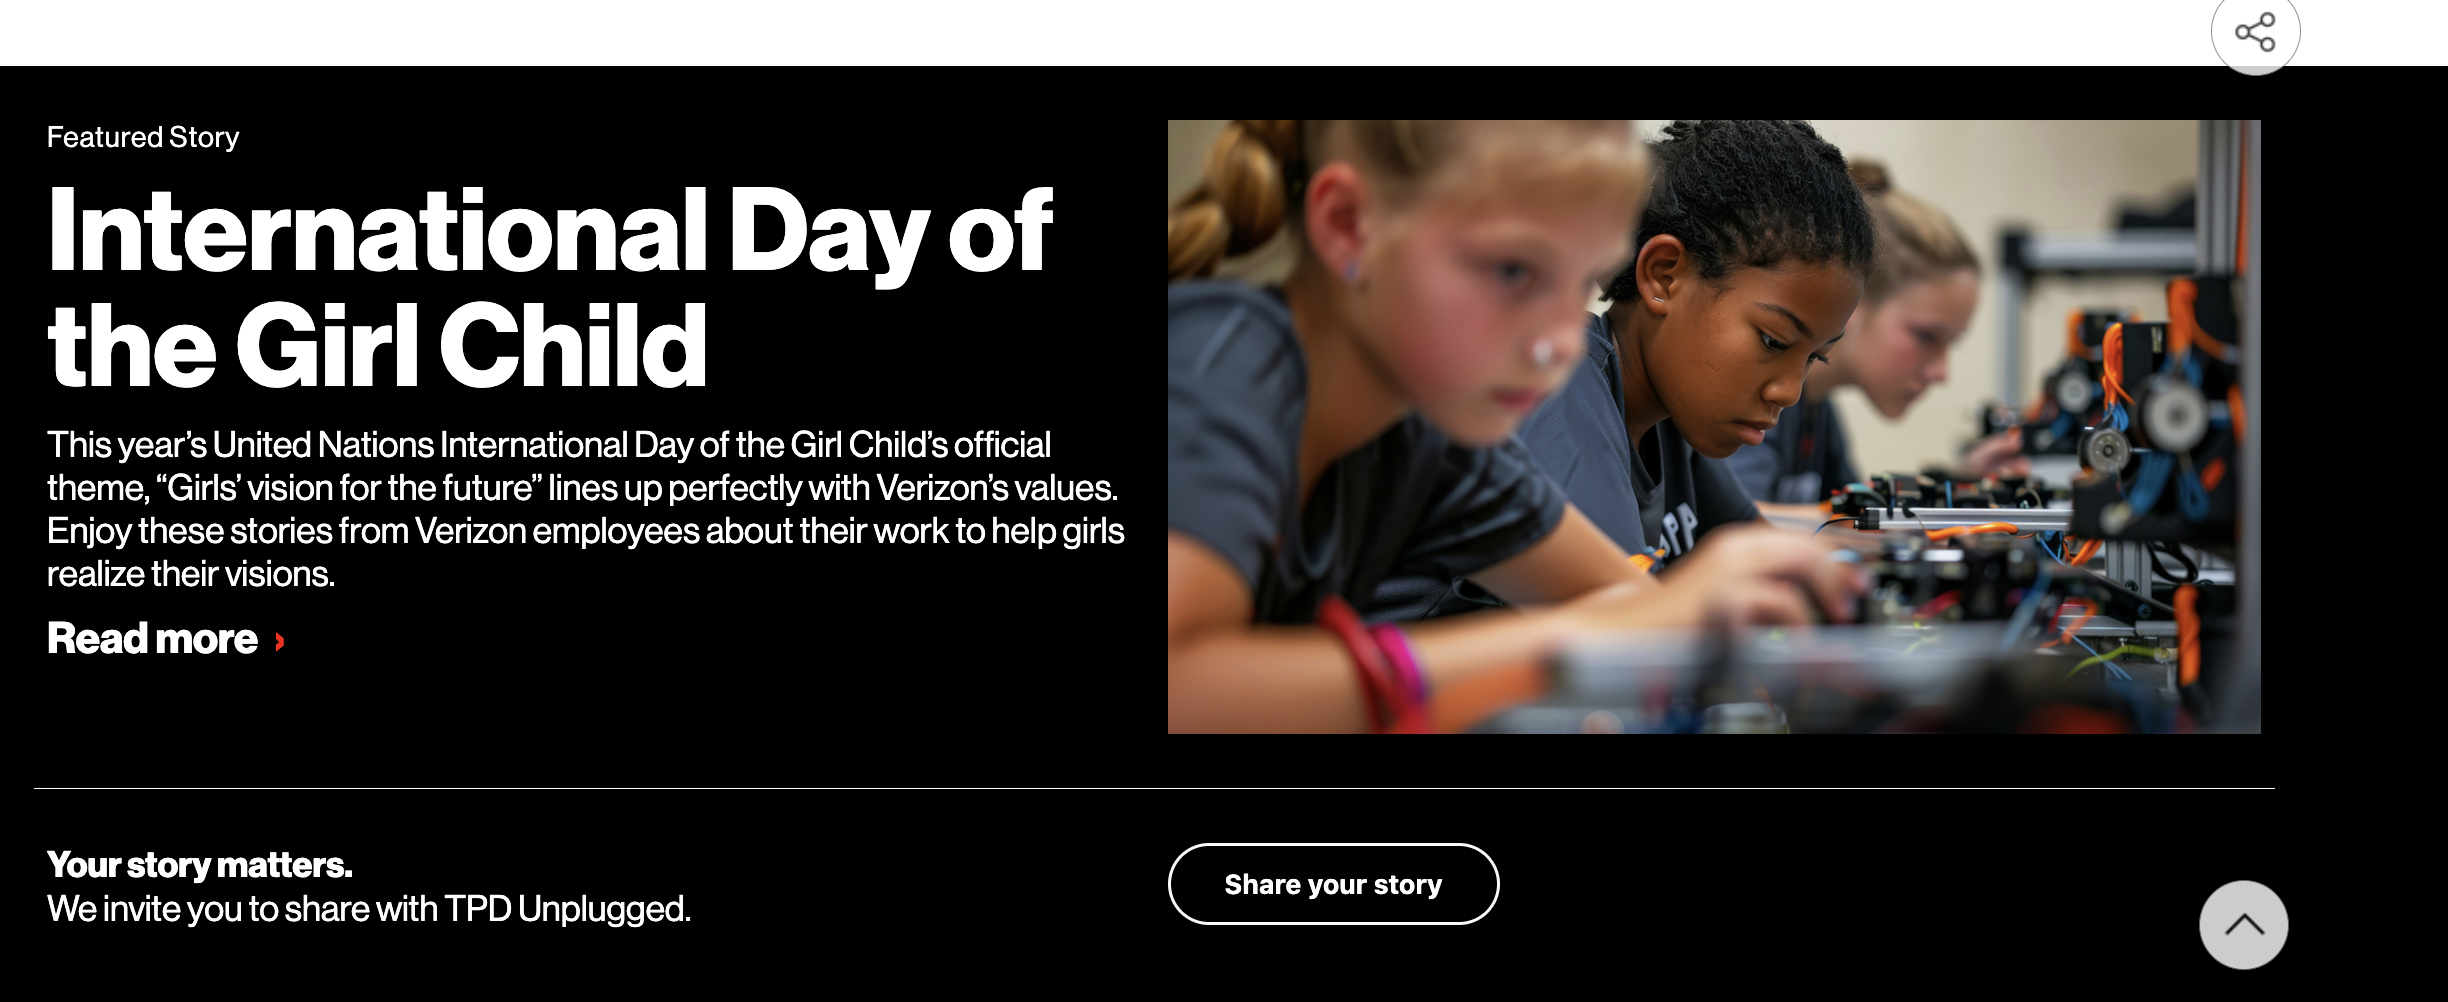 Featured Story
International Day of
the Girl Child
This year’s United Nations International Day of the Girl Child’s official
theme, “Girls’ vision for the future” lines up perfectly with Verizon’s values.
Enjoy these stories from Verizon employees about their work to help girls
realize their visions.
Read more ›
Your story matters.
We invite you to share with TPD Unplugged.
Share your story